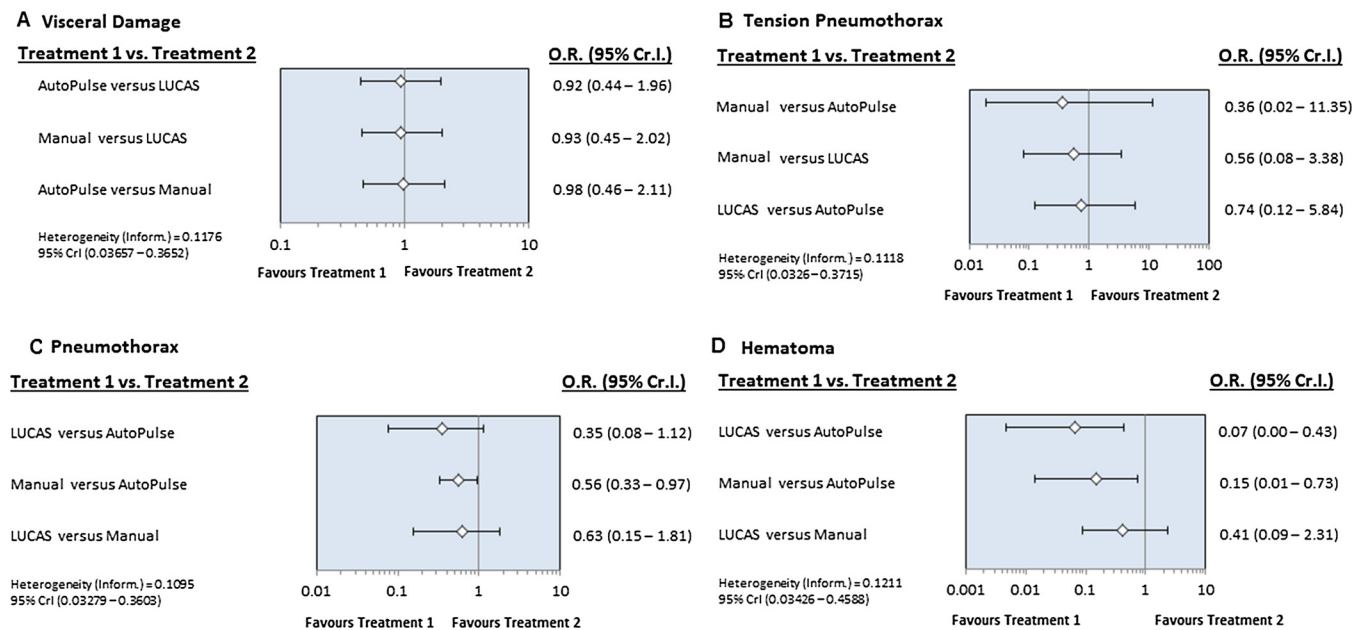 A Visceral Damage
Treatment 1 vs. Treatment 2 O.R. (95% Cr.I.)
AutoPulse versus LUCAS 0.92 (0.44 – 1.96)
Manual versus LUCAS 0.93 (0.45 – 2.02)
AutoPulse versus Manual 0.98 (0.46 – 2.11)
Heterogeneity (Inform.) = 0.1176
95% CrI (0.03657 – 0.3652)
0.1 1 10
Favours Treatment 1 Favours Treatment 2
B Tension Pneumothorax
Treatment 1 vs. Treatment 2 O.R. (95% Cr.I.)
Manual versus AutoPulse 0.36 (0.02 – 11.35)
Manual versus LUCAS 0.56 (0.08 – 3.38)
LUCAS versus AutoPulse 0.74 (0.12 – 5.84)
Heterogeneity (Inform.) = 0.1118
95% CrI (0.0326 – 0.3715)
0.01 0.1 1 10 100
Favours Treatment 1 Favours Treatment 2
C Pneumothorax
Treatment 1 vs. Treatment 2 O.R. (95% Cr.I.)
LUCAS versus AutoPulse 0.35 (0.08 – 1.12)
Manual versus AutoPulse 0.56 (0.33 – 0.97)
LUCAS versus Manual 0.63 (0.15 – 1.81)
Heterogeneity (Inform.) = 0.1095
95% CrI (0.03279 – 0.3603)
0.01 0.1 1 10
Favours Treatment 1 Favours Treatment 2
D Hematoma
Treatment 1 vs. Treatment 2 O.R. (95% Cr.I.)
LUCAS versus AutoPulse 0.07 (0.00 – 0.43)
Manual versus AutoPulse 0.15 (0.01 – 0.73)
LUCAS versus Manual 0.41 (0.09 – 2.31)
Heterogeneity (Inform.) = 0.1211
95% CrI (0.03426 – 0.4588)
0.001 0.01 0.1 1 10
Favours Treatment 1 Favours Treatment 2